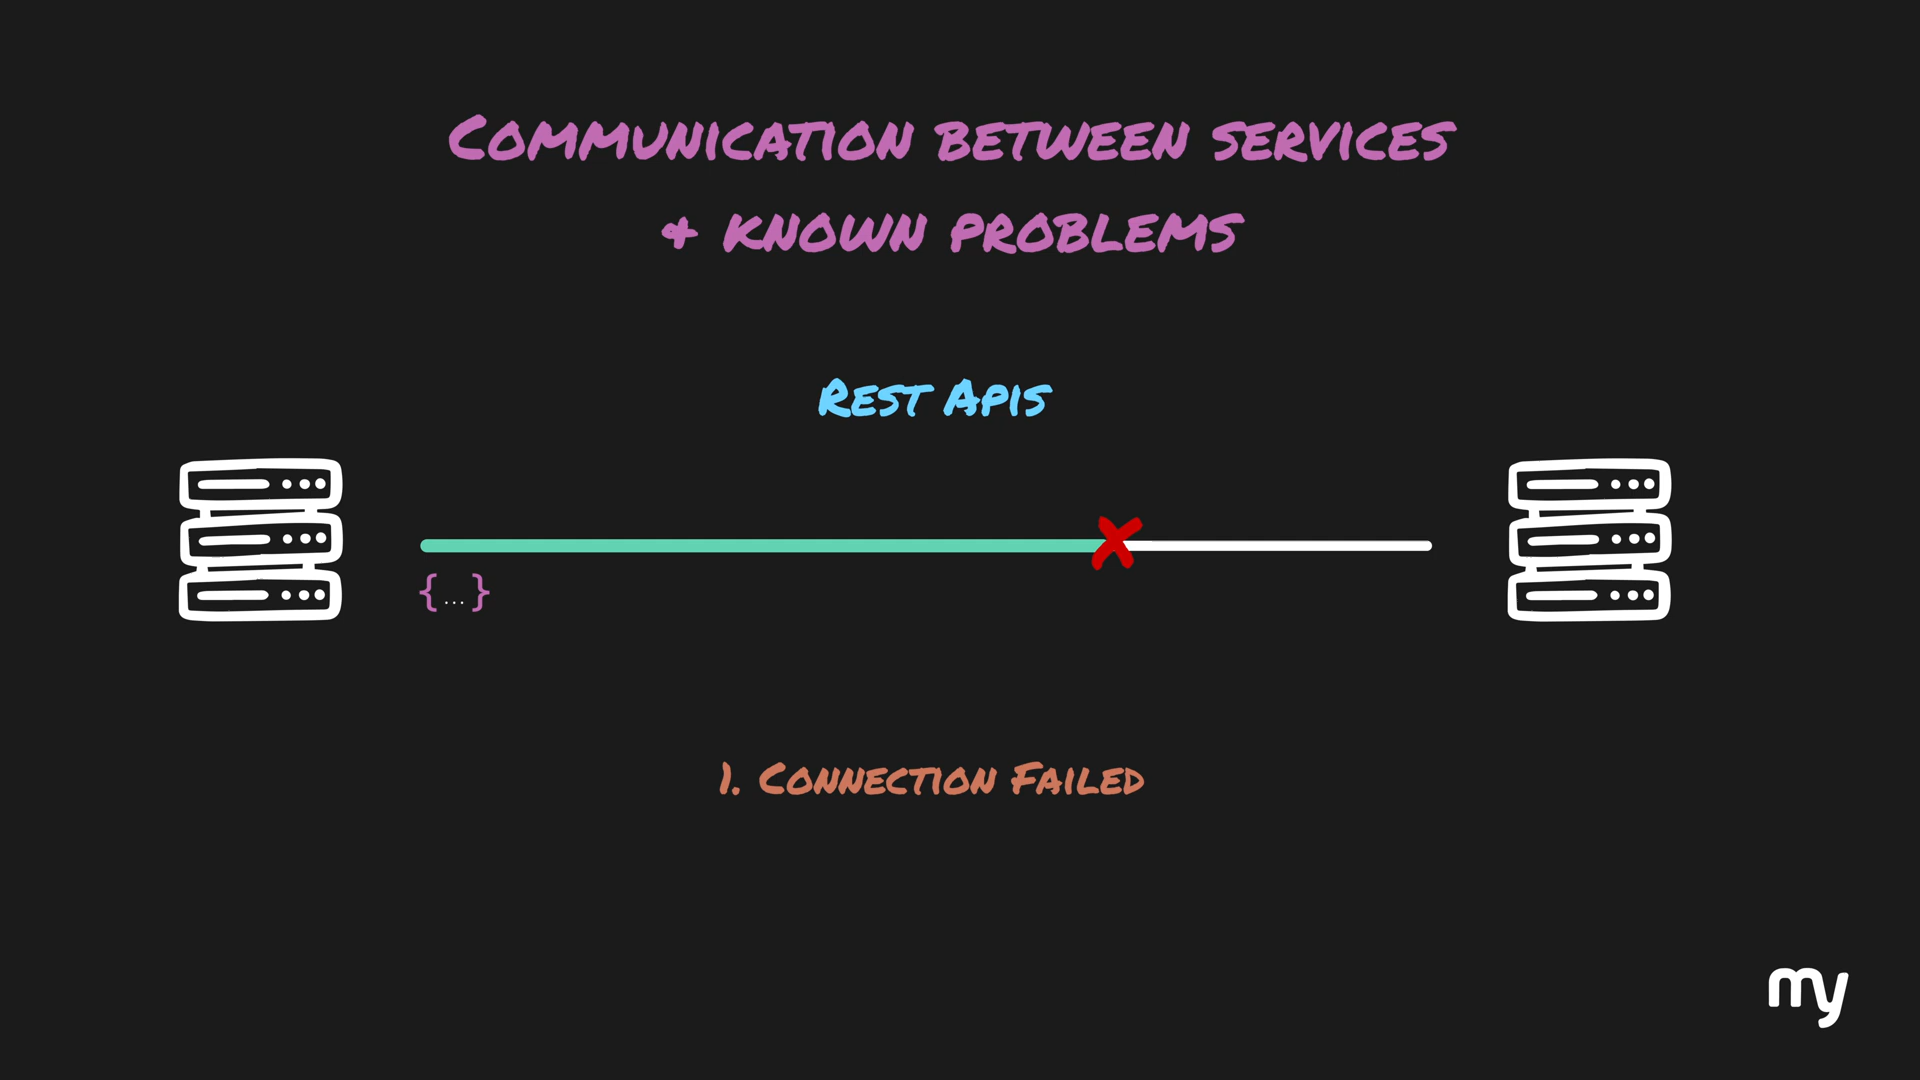 Communication between services
& known problems
Rest Apis
{...}
1. Connection Failed
my